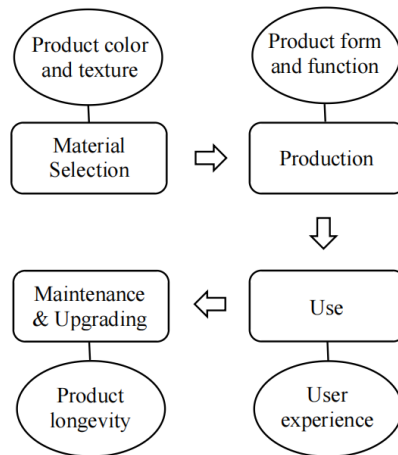 Product color
and texture
Product form
and function
Material
Selection
Production
Maintenance
& Upgrading
Use
Product
longevity
User
experience